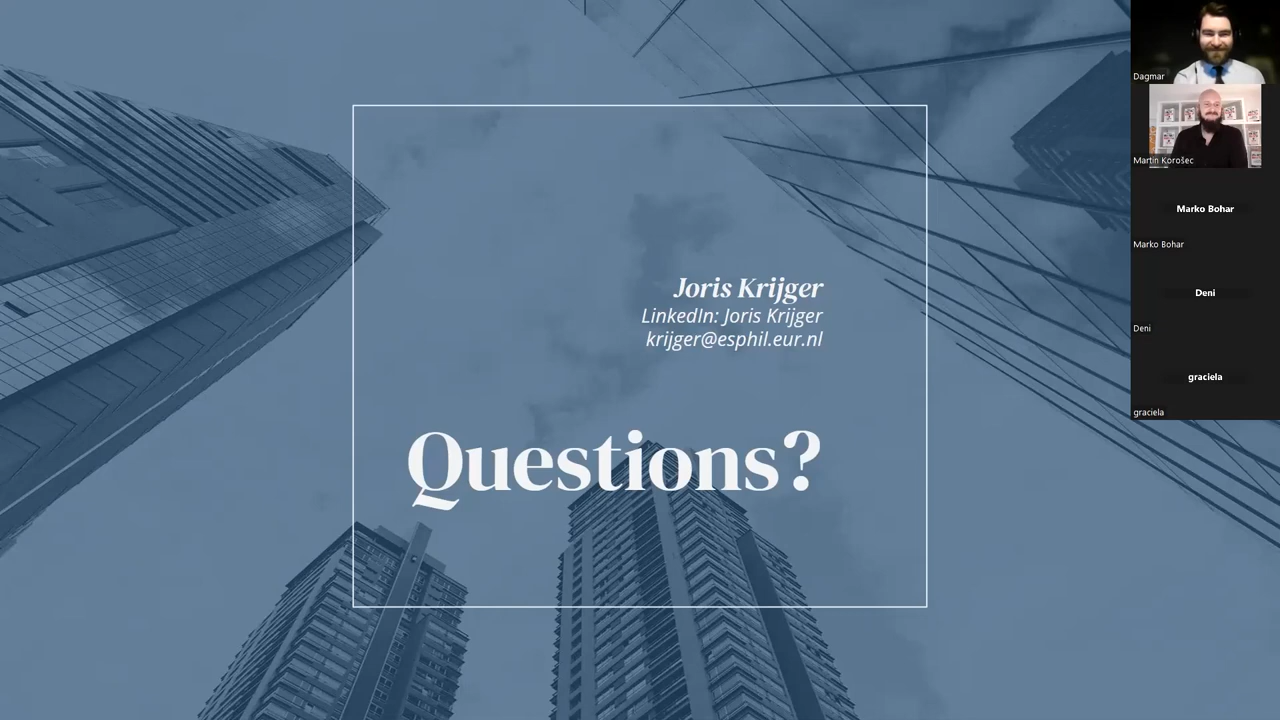 Joris Krijger
LinkedIn: Joris Krijger
krijger@esphil.eur.nl
Questions?
Dagmar
Martin Korošec
Marko Bohar
Marko Bohar
Deni
Deni
graciela
graciela